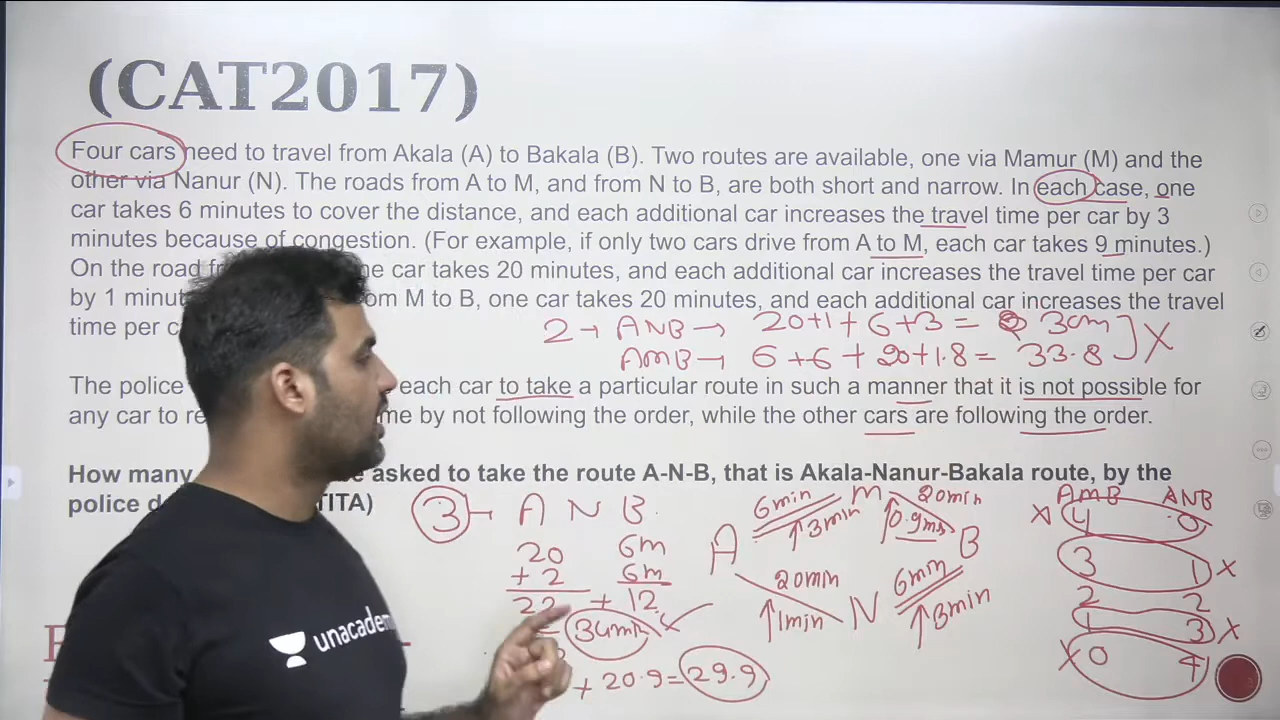 (CAT2017)
Four cars need to travel from Akala (A) to Bakala (B). Two routes are available, one via Mamur (M) and the
other via Nanur (N). The roads from A to M, and from N to B, are both short and narrow. In each case, one
car takes 6 minutes to cover the distance, and each additional car increases the travel time per car by 3
minutes because of congestion. (For example, if only two cars drive from A to M, each car takes 9 minutes.)
On the road car takes 20 minutes, and each additional car increases the travel time per car
by 1 M to B, one car takes 20 minutes, and each additional car increases the travel
time per
2 → ANB → 20+1+6+3 = 30m
AMB → 6+6+20+1.8 = 33.8 X
The police each car to take a particular route in such a manner that it is not possible for
any car to by not following the order, while the other cars are following the order.
How many asked to take the route A-N-B, that is Akala-Nanur-Bakala route, by the
police TITA)
3 → A N B
20 6m
+2 6m
22 + 12
34min
+ 20.9 = 29.9
6min M 20min
↑3min ↑0.9m
A B
20min 6min
↑1min N ↑3min
AMB ANB
X 4 0
3 1 X
2 2
1 3 X
X 0 4
unacademy